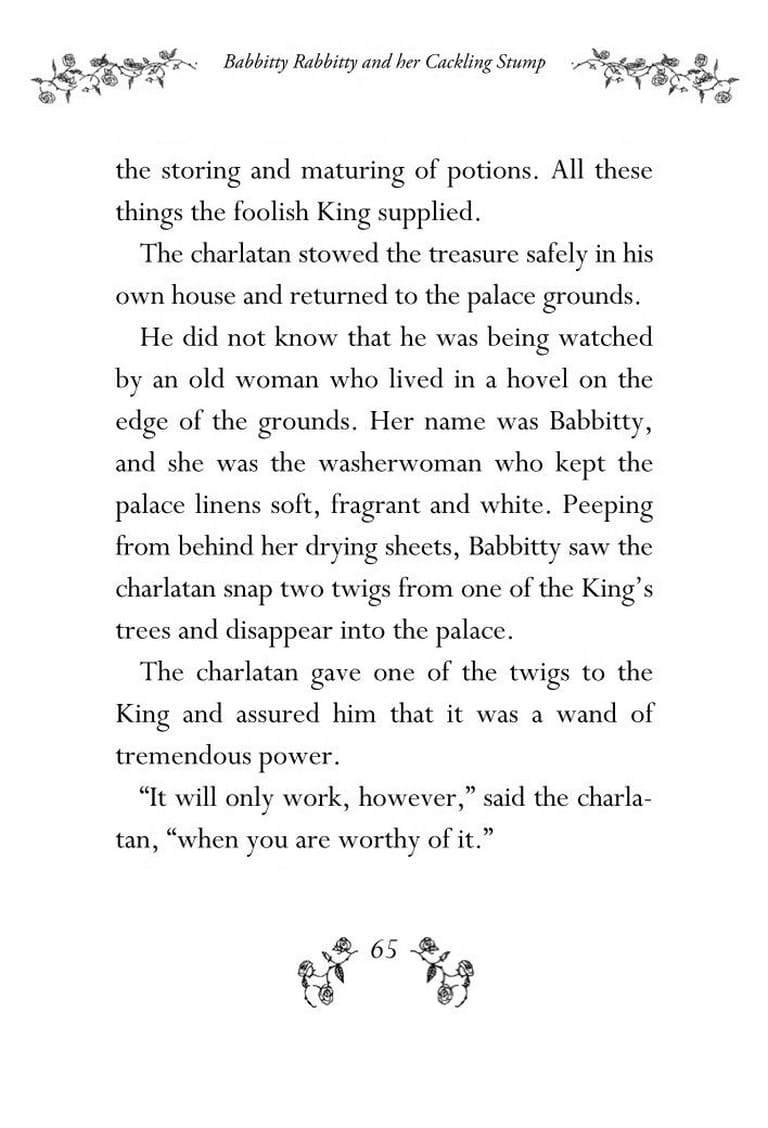 Babbitty Rabbitty and her Cackling Stump
the storing and maturing of potions. All these
things the foolish King supplied.
The charlatan stowed the treasure safely in his
own house and returned to the palace grounds.
He did not know that he was being watched
by an old woman who lived in a hovel on the
edge of the grounds. Her name was Babbitty,
and she was the washerwoman who kept the
palace linens soft, fragrant and white. Peeping
from behind her drying sheets, Babbitty saw the
charlatan snap two twigs from one of the King’s
trees and disappear into the palace.
The charlatan gave one of the twigs to the
King and assured him that it was a wand of
tremendous power.
“It will only work, however,” said the charla-
tan, “when you are worthy of it.”
65